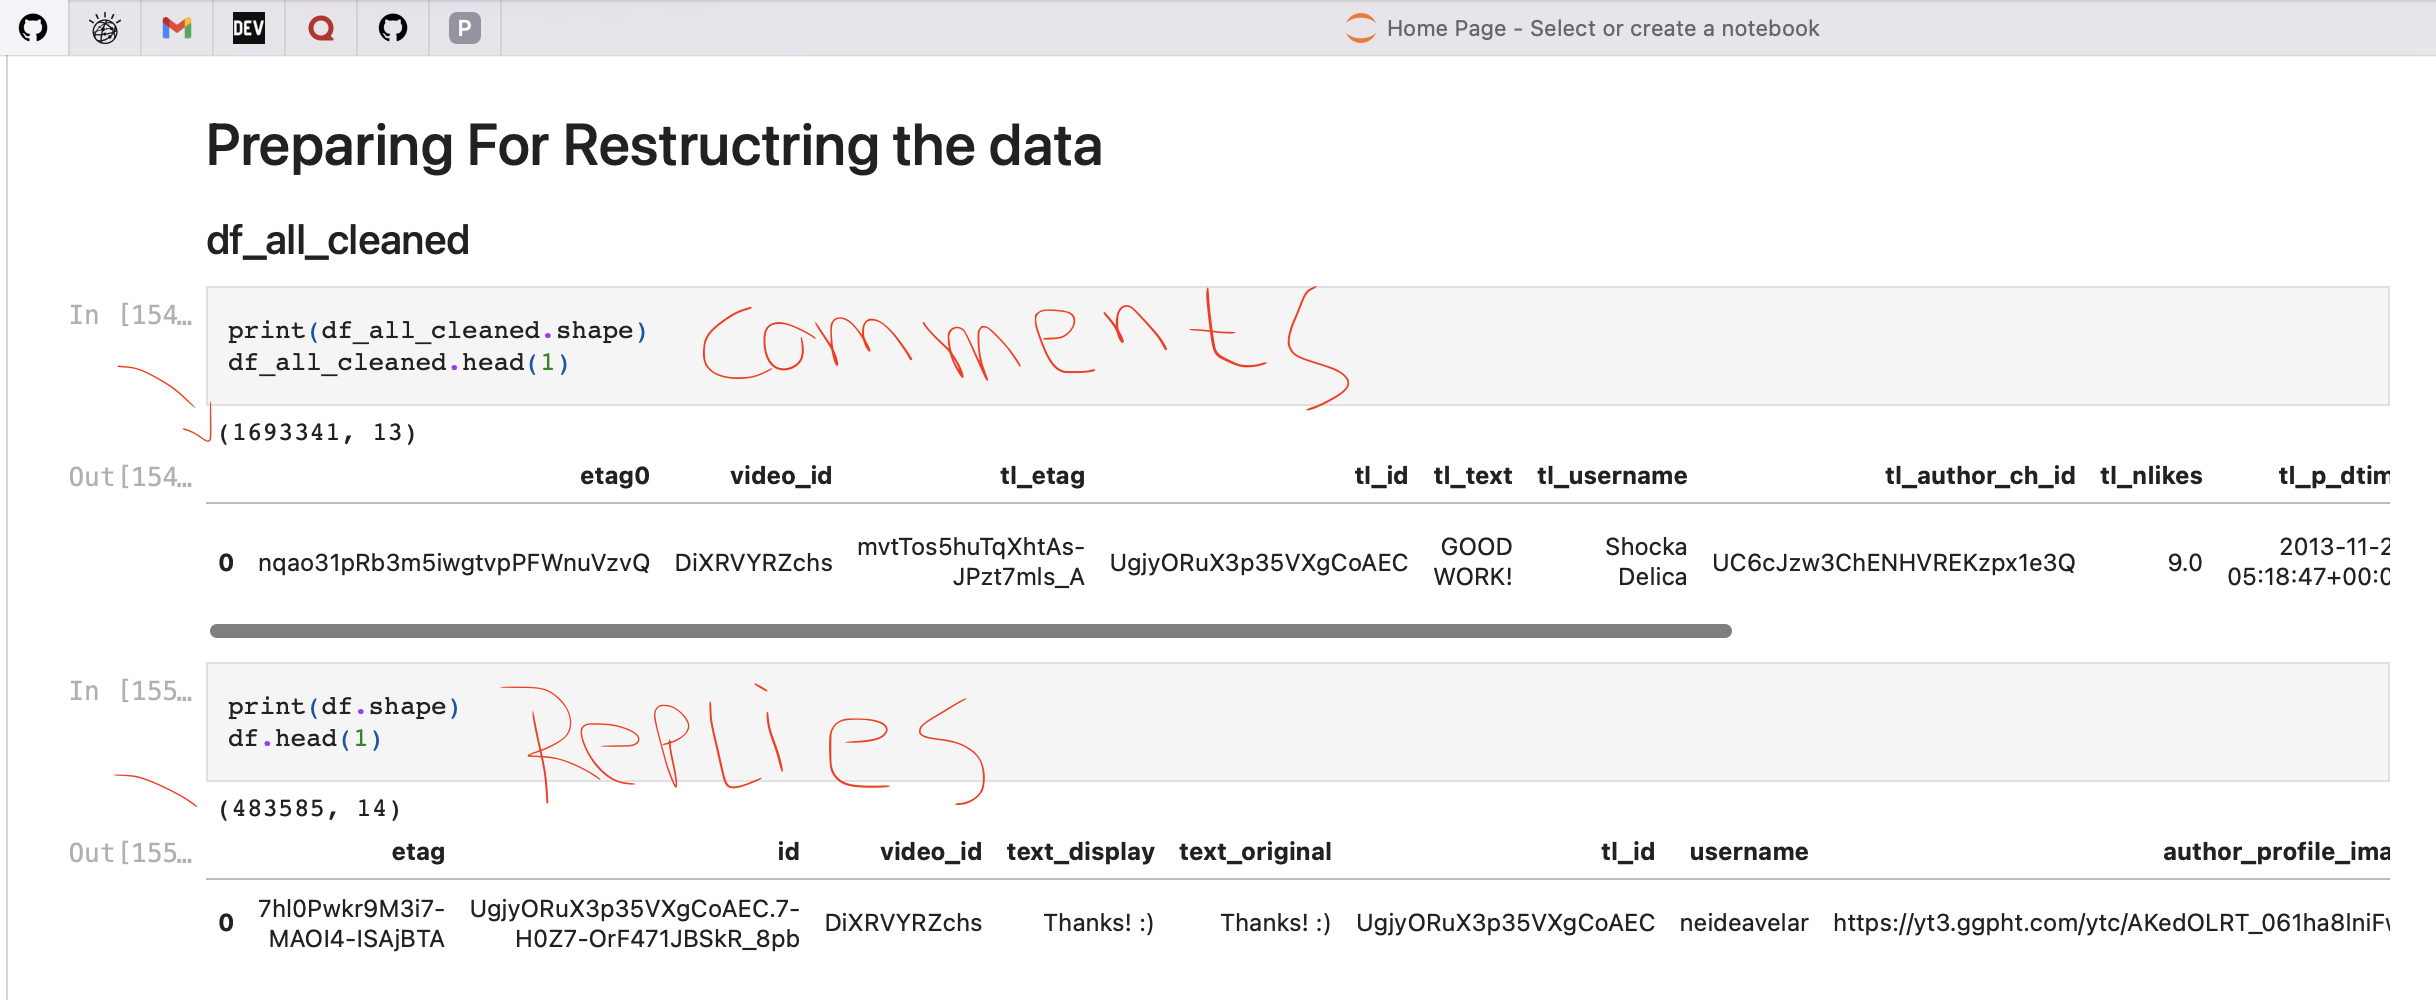 DEV
P
Home Page - Select or create a notebook
Preparing For Restructring the data
df_all_cleaned
In [154…
print(df_all_cleaned.shape)
df_all_cleaned.head(1)
Comments
(1693341, 13)
Out[154…
etag0 video_id tl_etag tl_id tl_text tl_username tl_author_ch_id tl_nlikes tl_p_dtim
0 nqao31pRb3m5iwgtvpPFWnuVzvQ DiXRVYRZchs mvtTos5huTqXhtAs- UgjyORuX3p35VXgCoAEC GOOD Shocka UC6cJzw3ChENHVREKzpx1e3Q 9.0 2013-11-2
JPzt7mls_A WORK! Delica 05:18:47+00:0
In [155…
print(df.shape)
df.head(1)
Replies
(483585, 14)
Out[155…
etag id video_id text_display text_original tl_id username author_profile_ima
0 7hl0Pwkr9M3i7- UgjyORuX3p35VXgCoAEC.7- DiXRVYRZchs Thanks! :) Thanks! :) UgjyORuX3p35VXgCoAEC neideavelar https://yt3.ggpht.com/ytc/AKedOLRT_061ha8lniFv
MAOI4-ISAjBTA H0Z7-OrF471JBSkR_8pb